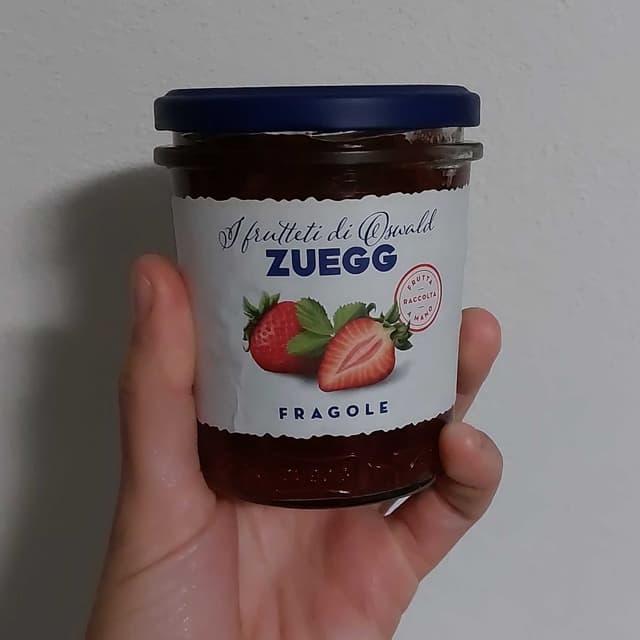 I frutteti di Oswald
ZUEGG
FRUTTA
RACCOLTA
A MANO
FRAGOLE